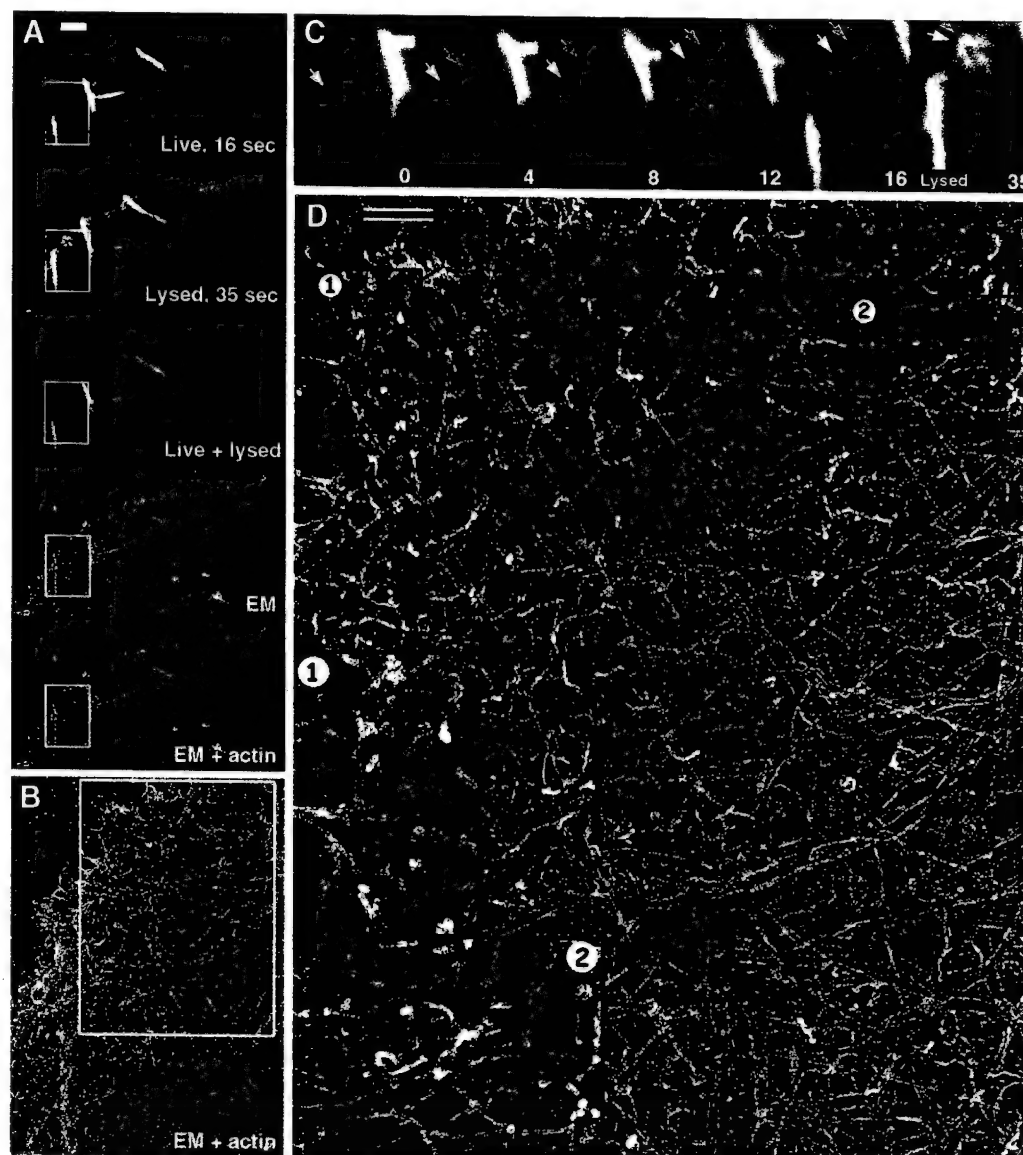 A
Live. 16 sec
Lysed. 35 sec
Live + lysed
EM
EM + actin
B
EM + actin
C
0 4 8 12 16 Lysed 35
D
1
2
1
2